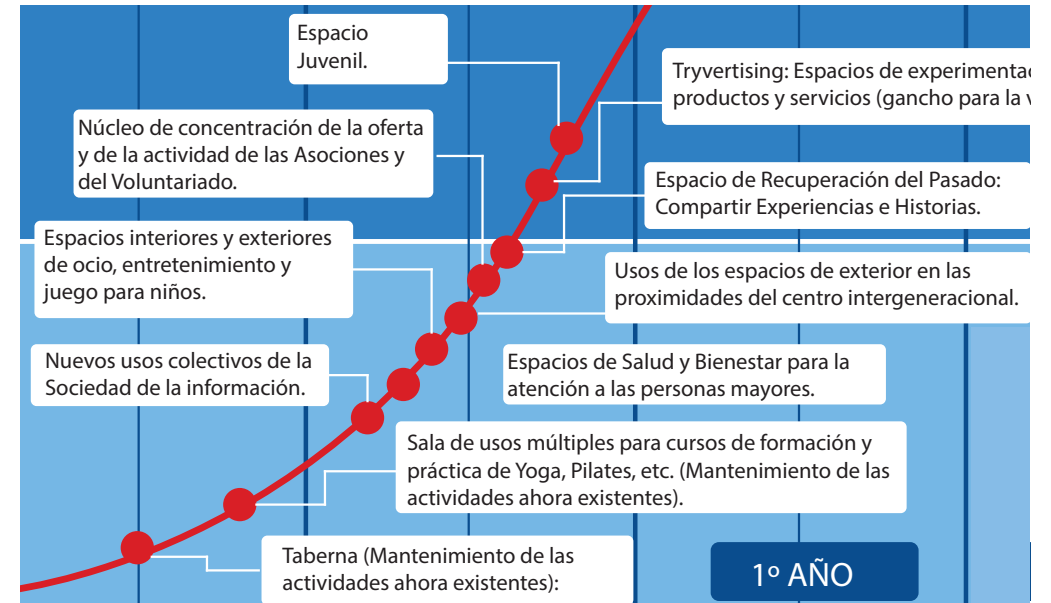 Espacio
Juvenil.
Tryvertising: Espacios de
productos y servicios (gancho para la
Núcleo de concentración de la oferta
y de la actividad de las Asociones y
del Voluntariado.
Espacio de Recuperación del Pasado:
Compartir Experiencias e Historias.
Espacios interiores y exteriores
de ocio, entretenimiento y
juego para niños.
Usos de los espacios de exterior en las
proximidades del centro intergeneracional.
Nuevos usos colectivos de la
Sociedad de la información.
Espacios de Salud y Bienestar para la
atención a las personas mayores.
Sala de usos múltiples para cursos de formación y
práctica de Yoga, Pilates, etc. (Mantenimiento de las
actividades ahora existentes).
Taberna (Mantenimiento de las
actividades ahora existentes):
1º AÑO